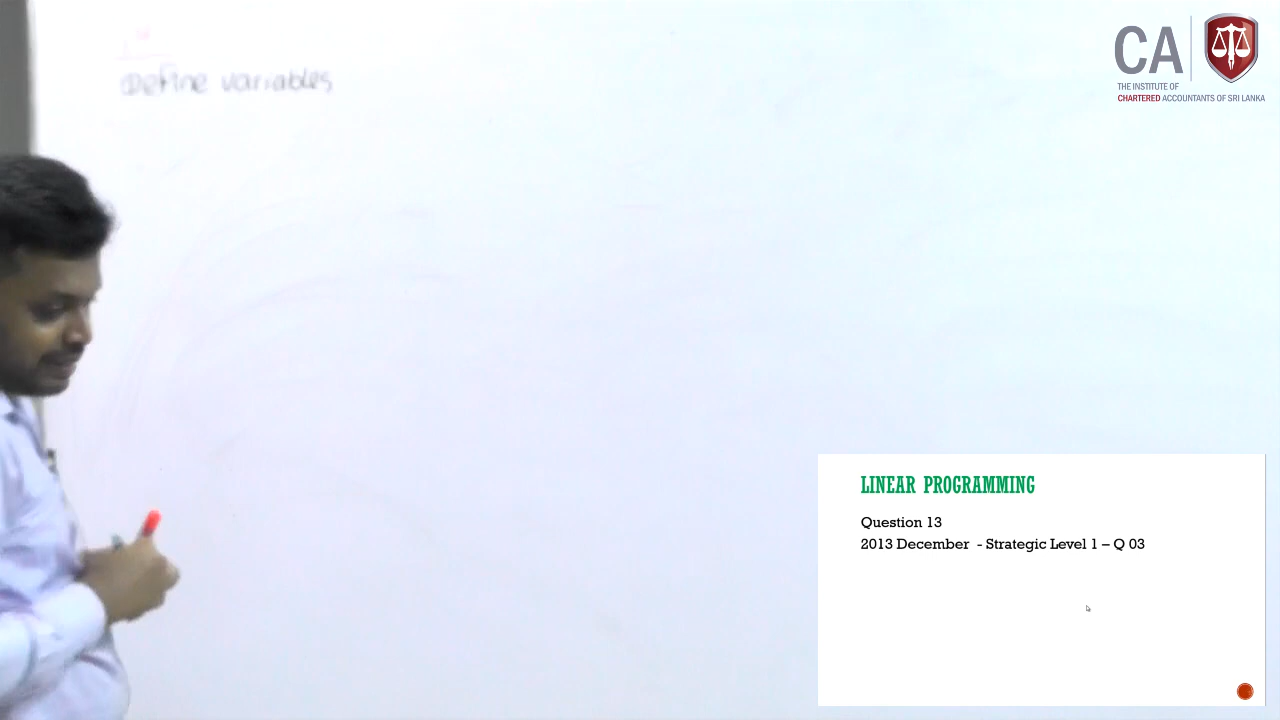 Define variables
CA
THE INSTITUTE OF
CHARTERED ACCOUNTANTS OF SRI LANKA
LINEAR PROGRAMMING
Question 13
2013 December - Strategic Level 1 – Q 03